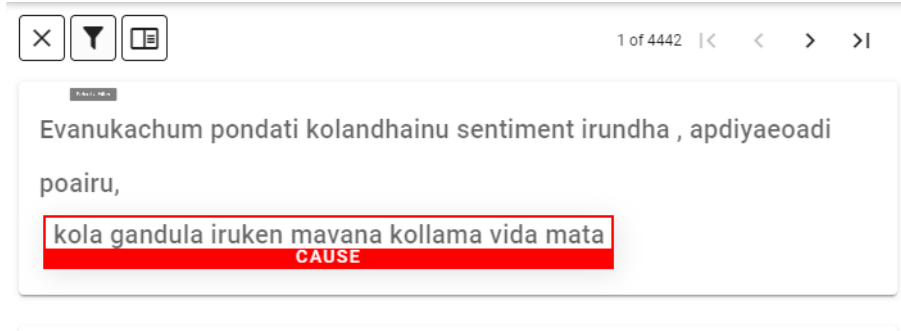 1 of 4442
Evanukachum pondati kolandhainu sentiment irundha , apdiyaeoadi
poairu,
kola gandula iruken mavana kollama vida mata
CAUSE